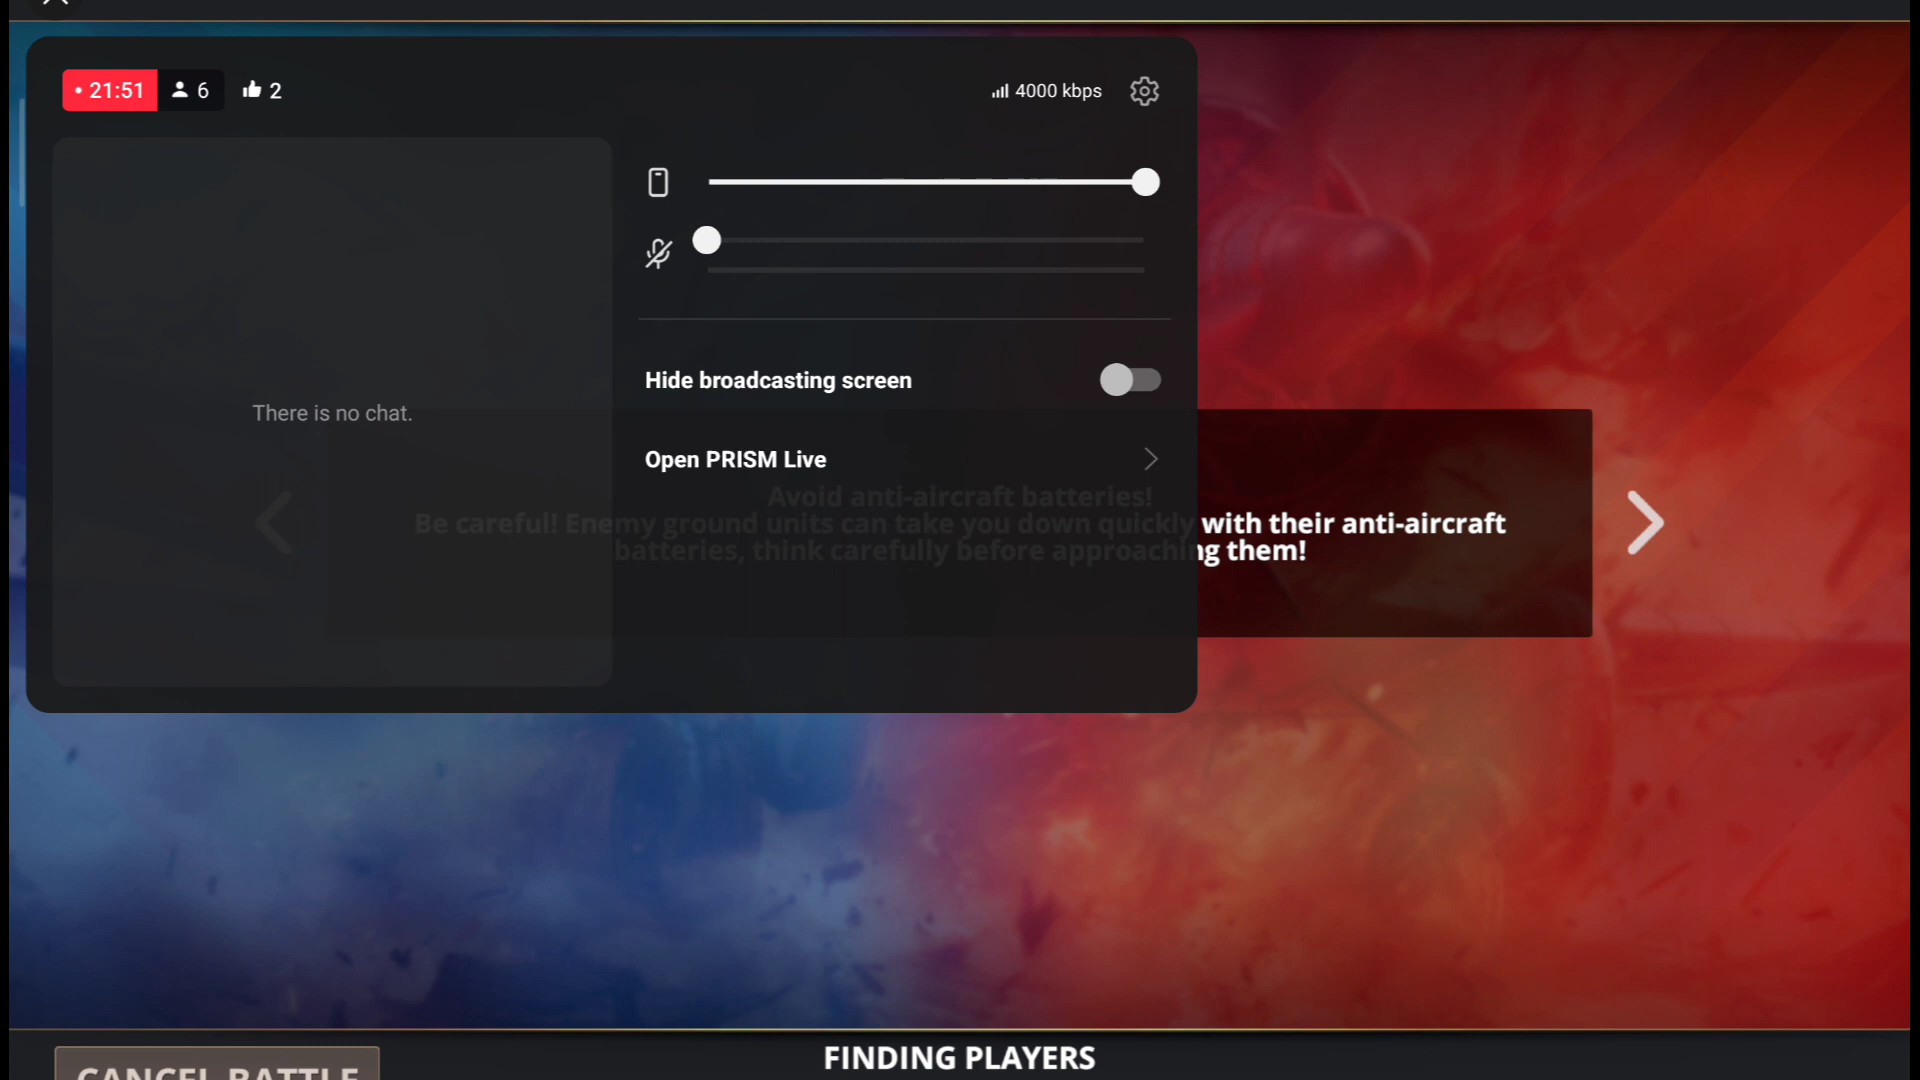 21:51 6 2 4000 kbps
Hide broadcasting screen
There is no chat.
Open PRISM Live
Avoid anti-aircraft batteries!
Be careful! Enemy ground units can take you down quickly with their anti-aircraft
batteries, think carefully before approaching them!
FINDING PLAYERS
CANCEL BATTLE